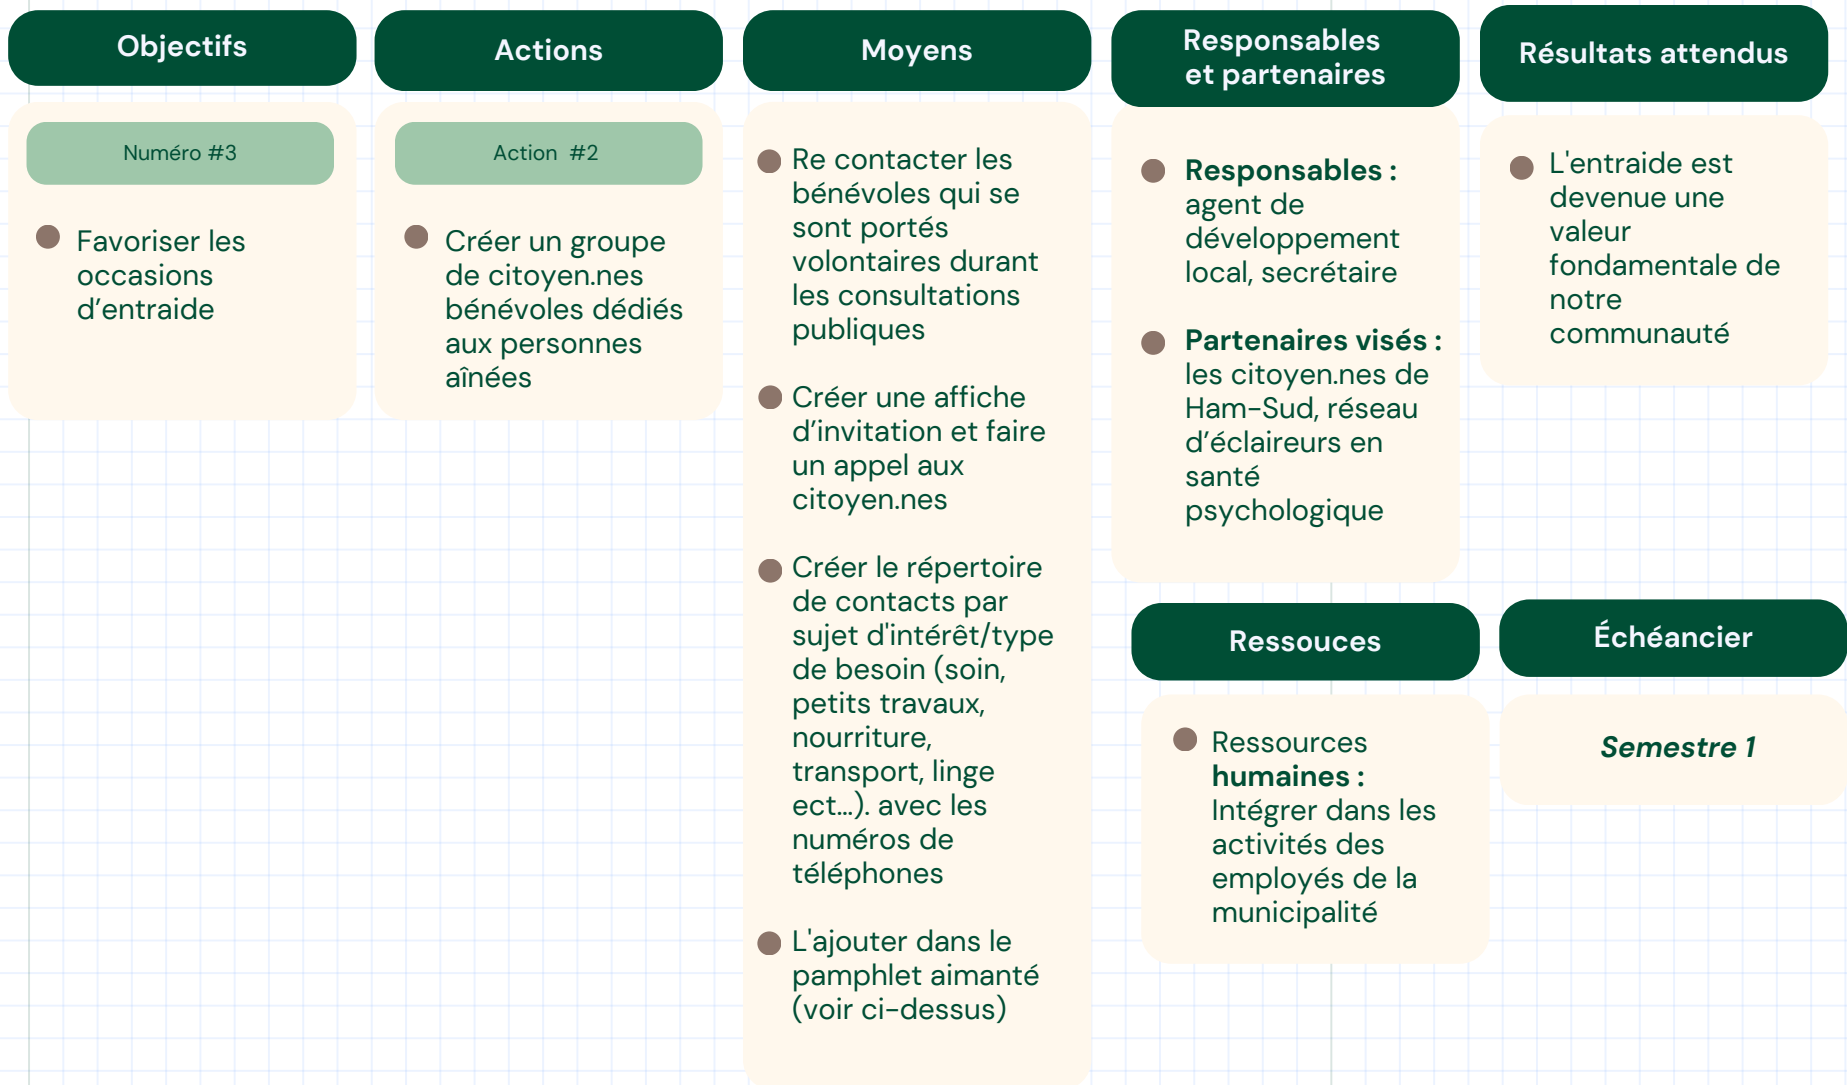 Objectifs
Numéro #3
Favoriser les
occasions
d’entraide
Actions
Action #2
Créer un groupe
de citoyen.nes
bénévoles dédiés
aux personnes
aînées
Moyens
Re contacter les
bénévoles qui se
sont portés
volontaires durant
les consultations
publiques
Créer une affiche
d’invitation et faire
un appel aux
citoyen.nes
Créer le répertoire
de contacts par
sujet d'intérêt/type
de besoin (soin,
petits travaux,
nourriture,
transport, linge
ect...). avec les
numéros de
téléphones
L'ajouter dans le
pamphlet aimanté
(voir ci-dessus)
Responsables
et partenaires
Responsables :
agent de
développement
local, secrétaire
Partenaires visés :
les citoyen.nes de
Ham-Sud, réseau
d’éclaireurs en
santé
psychologique
Résultats attendus
L'entraide est
devenue une
valeur
fondamentale de
notre
communauté
Ressouces
Ressources
humaines :
Intégrer dans les
activités des
employés de la
municipalité
Échéancier
Semestre 1